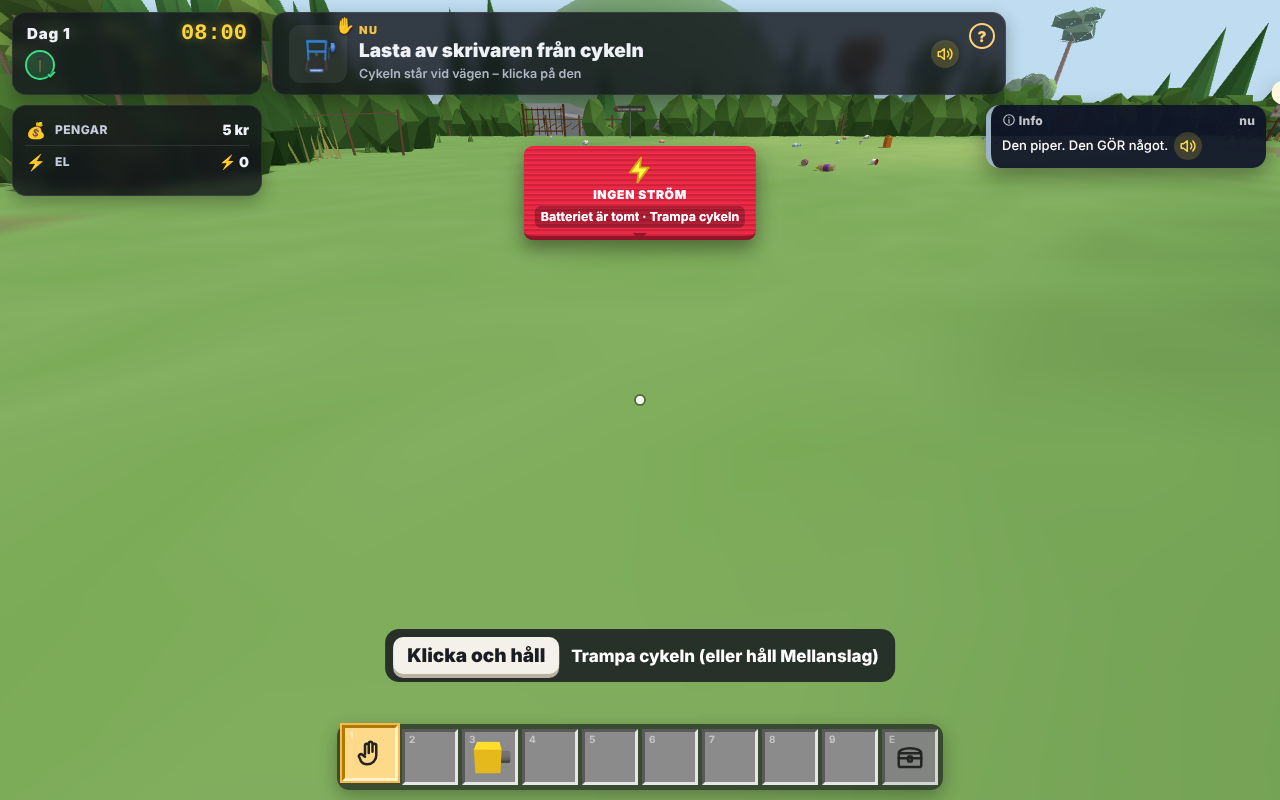 Dag 1
08:00
NU
Lasta av skrivaren från cykeln
Cykeln står vid vägen – klicka på den
?
PENGAR
5 kr
EL
0
Info
nu
Den piper. Den GÖR något.
INGEN STRÖM
Batteriet är tomt · Trampa cykeln
Klicka och håll
Trampa cykeln (eller håll Mellanslag)
1
2
3
4
5
6
7
8
9
E